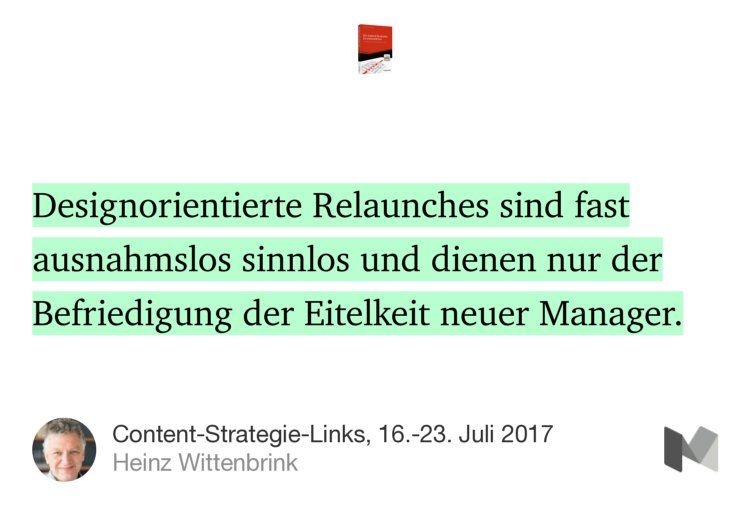 Designorientierte Relaunches sind fast
ausnahmslos sinnlos und dienen nur der
Befriedigung der Eitelkeit neuer Manager.
Content-Strategie-Links, 16.-23. Juli 2017
Heinz Wittenbrink